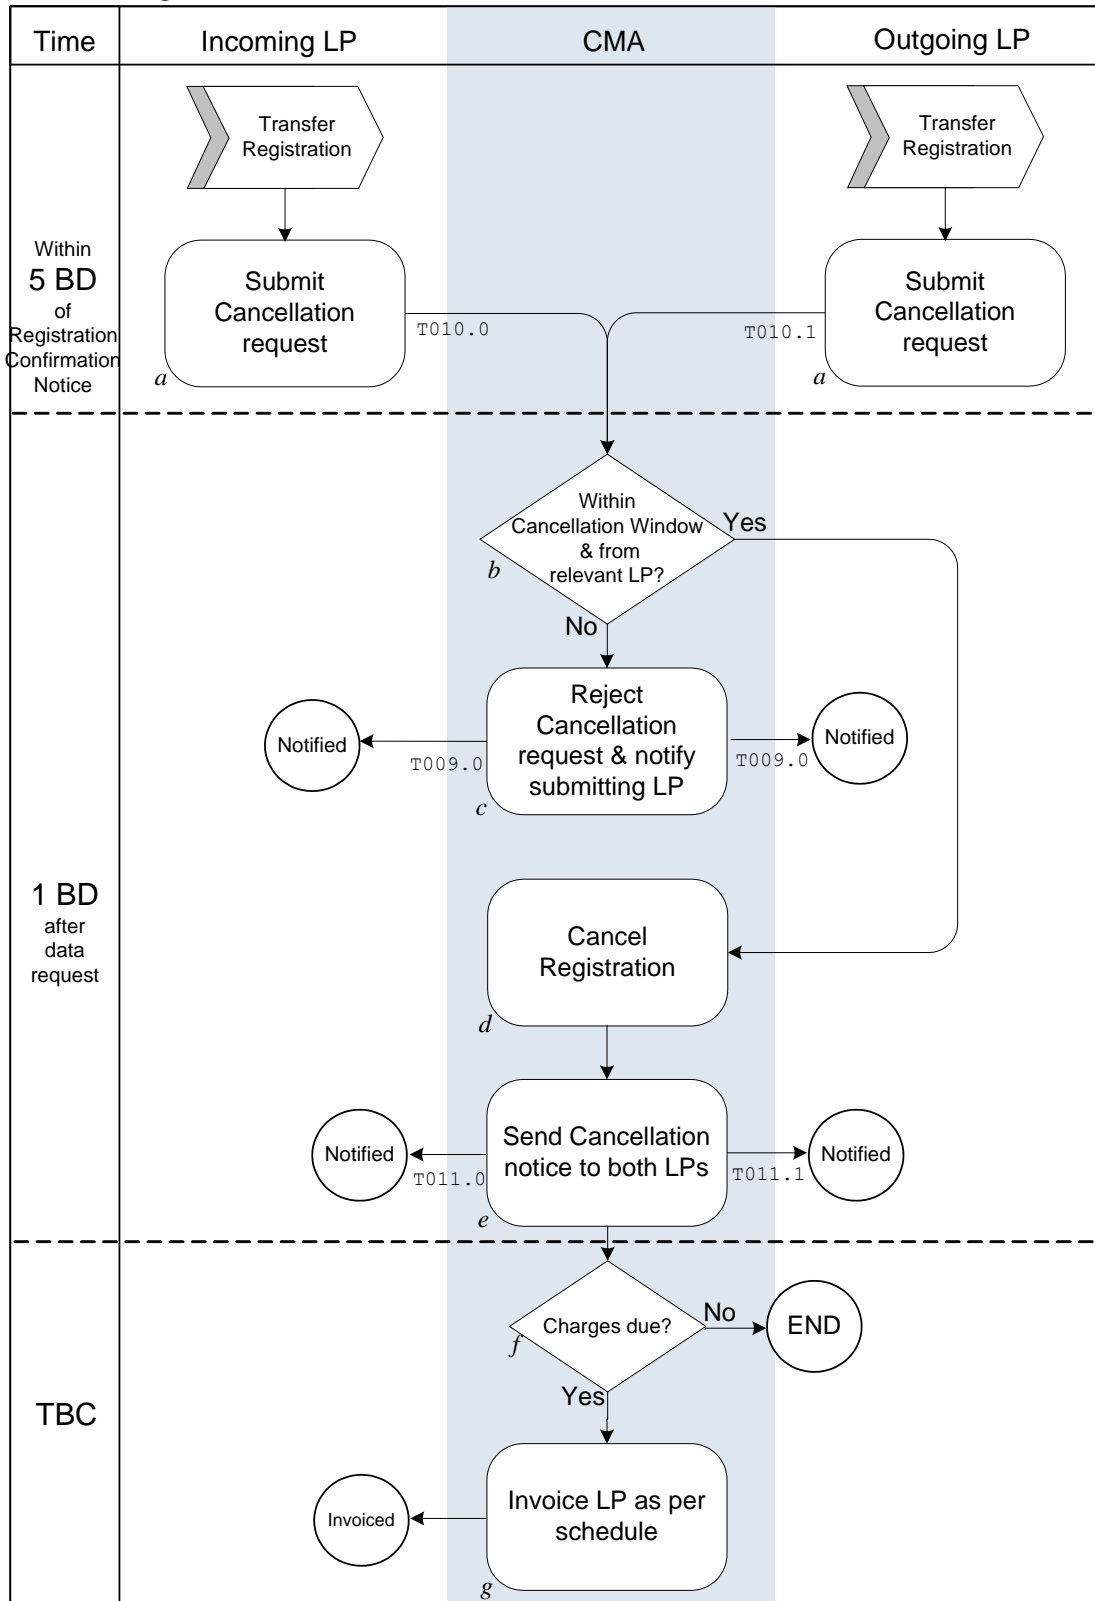 Time
Incoming LP
CMA
Outgoing LP
Transfer
Registration
Transfer
Registration
Within
5 BD
of
Registration
Confirmation
Notice
Submit
Cancellation
request
a
T010.0
T010.1
Submit
Cancellation
request
a
Within
Cancellation Window
& from
relevant LP?
b
Yes
No
Reject
Cancellation
request & notify
submitting LP
c
Notified
T009.0
T009.0
Notified
1 BD
after
data
request
Cancel
Registration
d
Send Cancellation
notice to both LPs
e
Notified
T011.0
T011.1
Notified
Charges due?
f
No
END
Yes
TBC
Invoice LP as per
schedule
g
Invoiced